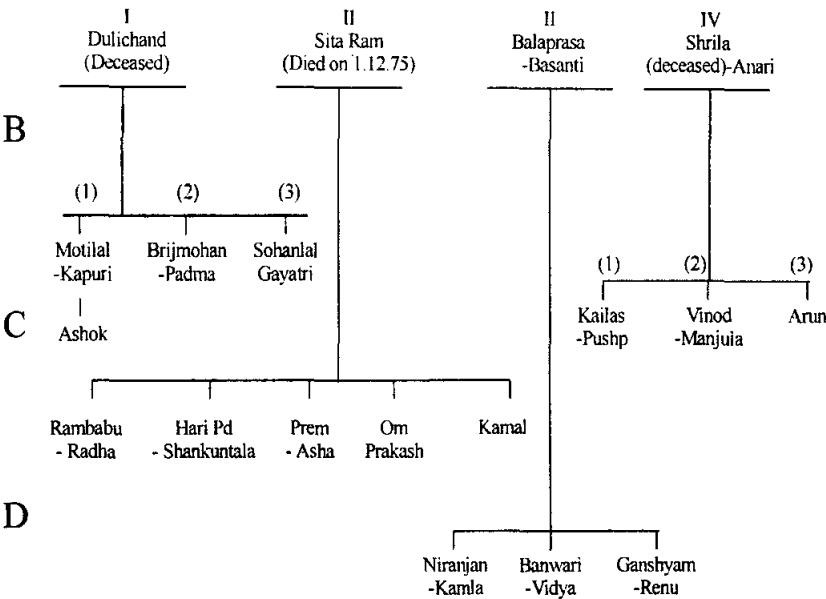 I
Dulichand
(Deceased)
II
Sita Ram
(Died on 1.12.75)
II
Balaprasa
-Basanti
IV
Shrila
(deceased)-Anari
B
(1)
Motilal
-Kapuri
Ashok
(2)
Brijmohan
-Padma
(3)
Sohanlal
Gayatri
(1)
Kailas
-Pushp
(2)
Vinod
-Manjula
(3)
Arun
C
Rambabu
- Radha
Hari Pd
- Shankuntala
Prem
- Asha
Om
Prakash
Kamal
D
Niranjan
-Kamla
Banwari
-Vidya
Ganshyam
-Renu